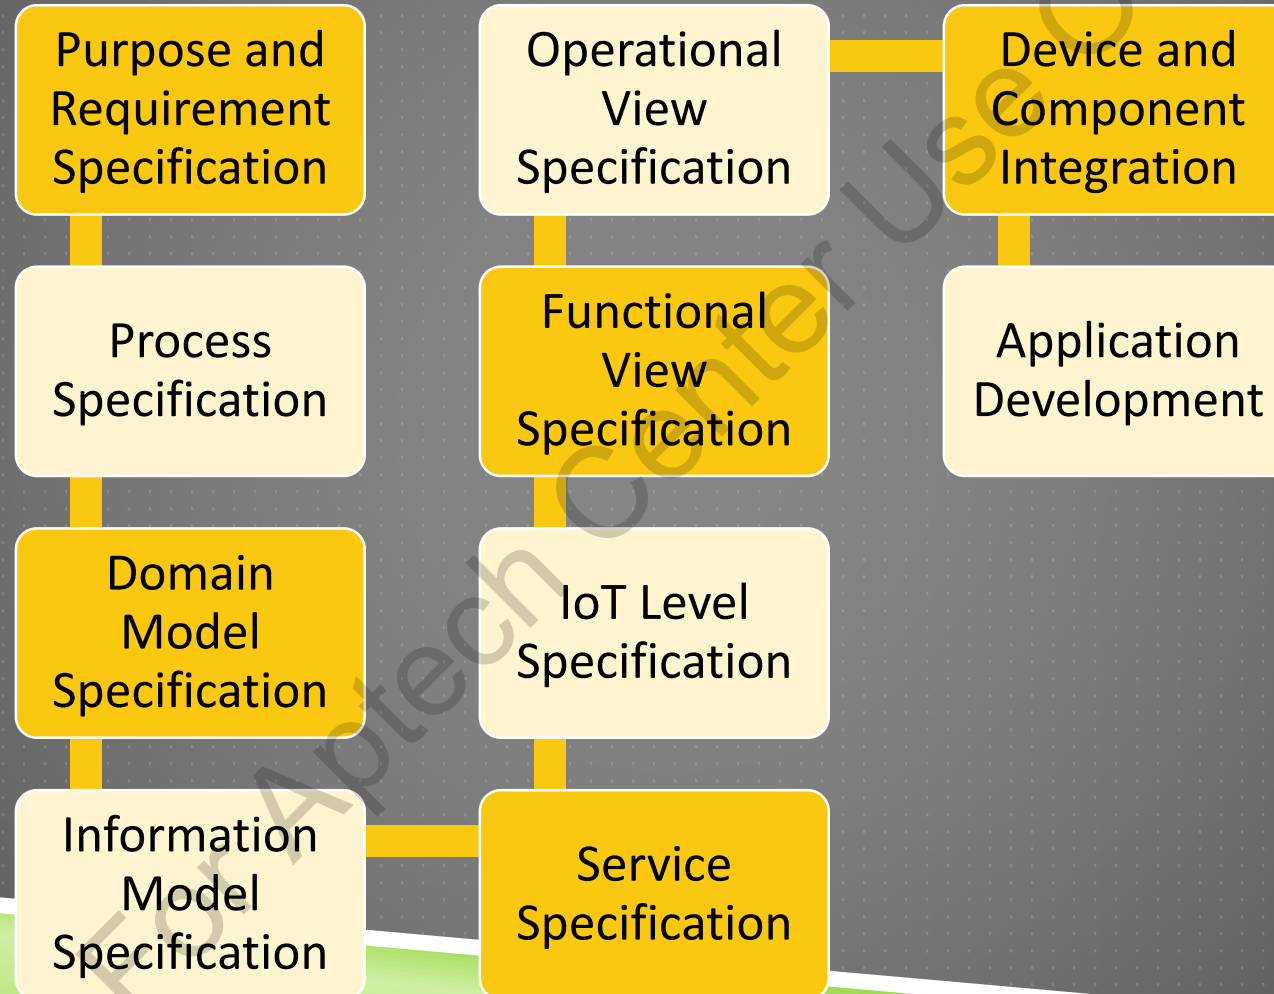 Purpose and
Requirement
Specification
Process
Specification
Domain
Model
Specification
Information
Model
Specification
Service
Specification
IoT Level
Specification
Functional
View
Specification
Operational
View
Specification
Device and
Component
Integration
Application
Development
For Aptech Center Use